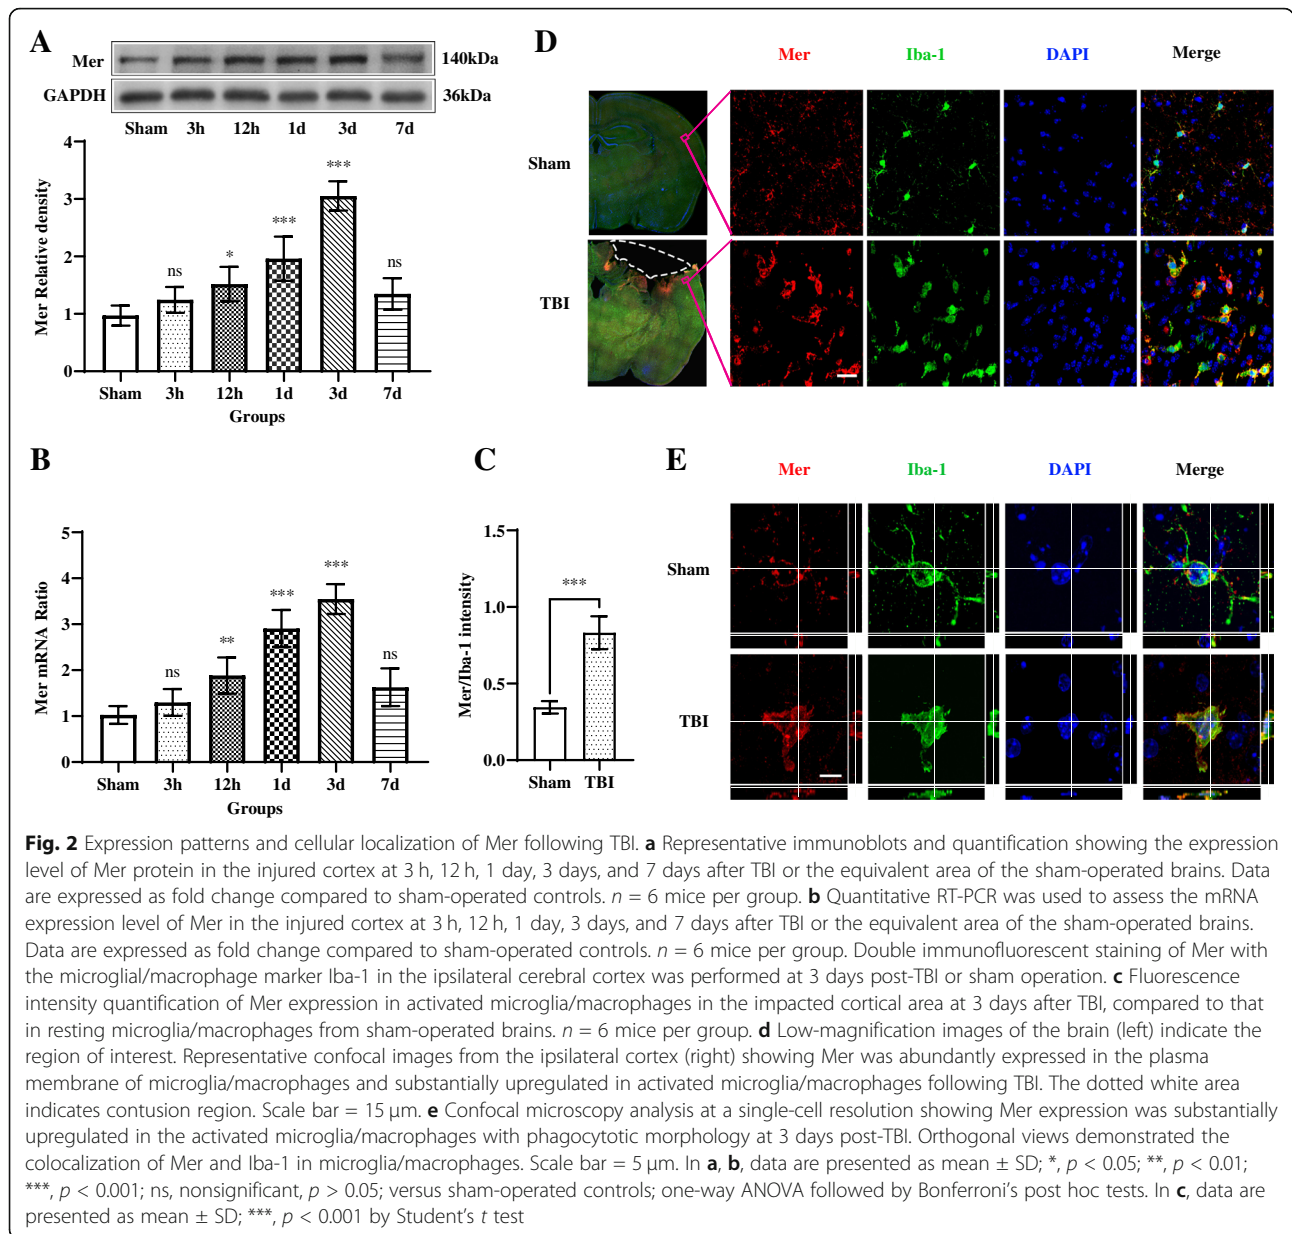 A
Mer
140kDa
GAPDH
36kDa
Sham 3h 12h 1d 3d 7d
Mer Relative density
4
3
2
1
0
ns
*
***
***
ns
Sham 3h 12h 1d 3d 7d
Groups
D
Mer Iba-1 DAPI Merge
Sham
TBI
B
Mer mRNA Ratio
5
4
3
2
1
0
ns
**
***
***
ns
Sham 3h 12h 1d 3d 7d
Groups
C
Mer/Iba-1 intensity
1.5
1.0
0.5
0.0
***
Sham TBI
E
Mer Iba-1 DAPI Merge
Sham
TBI
Fig. 2 Expression patterns and cellular localization of Mer following TBI. a Representative immunoblots and quantification showing the expression
level of Mer protein in the injured cortex at 3 h, 12 h, 1 day, 3 days, and 7 days after TBI or the equivalent area of the sham-operated brains. Data
are expressed as fold change compared to sham-operated controls. n = 6 mice per group. b Quantitative RT-PCR was used to assess the mRNA
expression level of Mer in the injured cortex at 3 h, 12 h, 1 day, 3 days, and 7 days after TBI or the equivalent area of the sham-operated brains.
Data are expressed as fold change compared to sham-operated controls. n = 6 mice per group. Double immunofluorescent staining of Mer with
the microglial/macrophage marker Iba-1 in the ipsilateral cerebral cortex was performed at 3 days post-TBI or sham operation. c Fluorescence
intensity quantification of Mer expression in activated microglia/macrophages in the impacted cortical area at 3 days after TBI, compared to that
in resting microglia/macrophages from sham-operated brains. n = 6 mice per group. d Low-magnification images of the brain (left) indicate the
region of interest. Representative confocal images from the ipsilateral cortex (right) showing Mer was abundantly expressed in the plasma
membrane of microglia/macrophages and substantially upregulated in activated microglia/macrophages following TBI. The dotted white area
indicates contusion region. Scale bar = 15 μm. e Confocal microscopy analysis at a single-cell resolution showing Mer expression was substantially
upregulated in the activated microglia/macrophages with phagocytotic morphology at 3 days post-TBI. Orthogonal views demonstrated the
colocalization of Mer and Iba-1 in microglia/macrophages. Scale bar = 5 μm. In a, b, data are presented as mean ± SD; *, p < 0.05; **, p < 0.01;
***, p < 0.001; ns, nonsignificant, p > 0.05; versus sham-operated controls; one-way ANOVA followed by Bonferroni's post hoc tests. In c, data are
presented as mean ± SD; ***, p < 0.001 by Student's t test